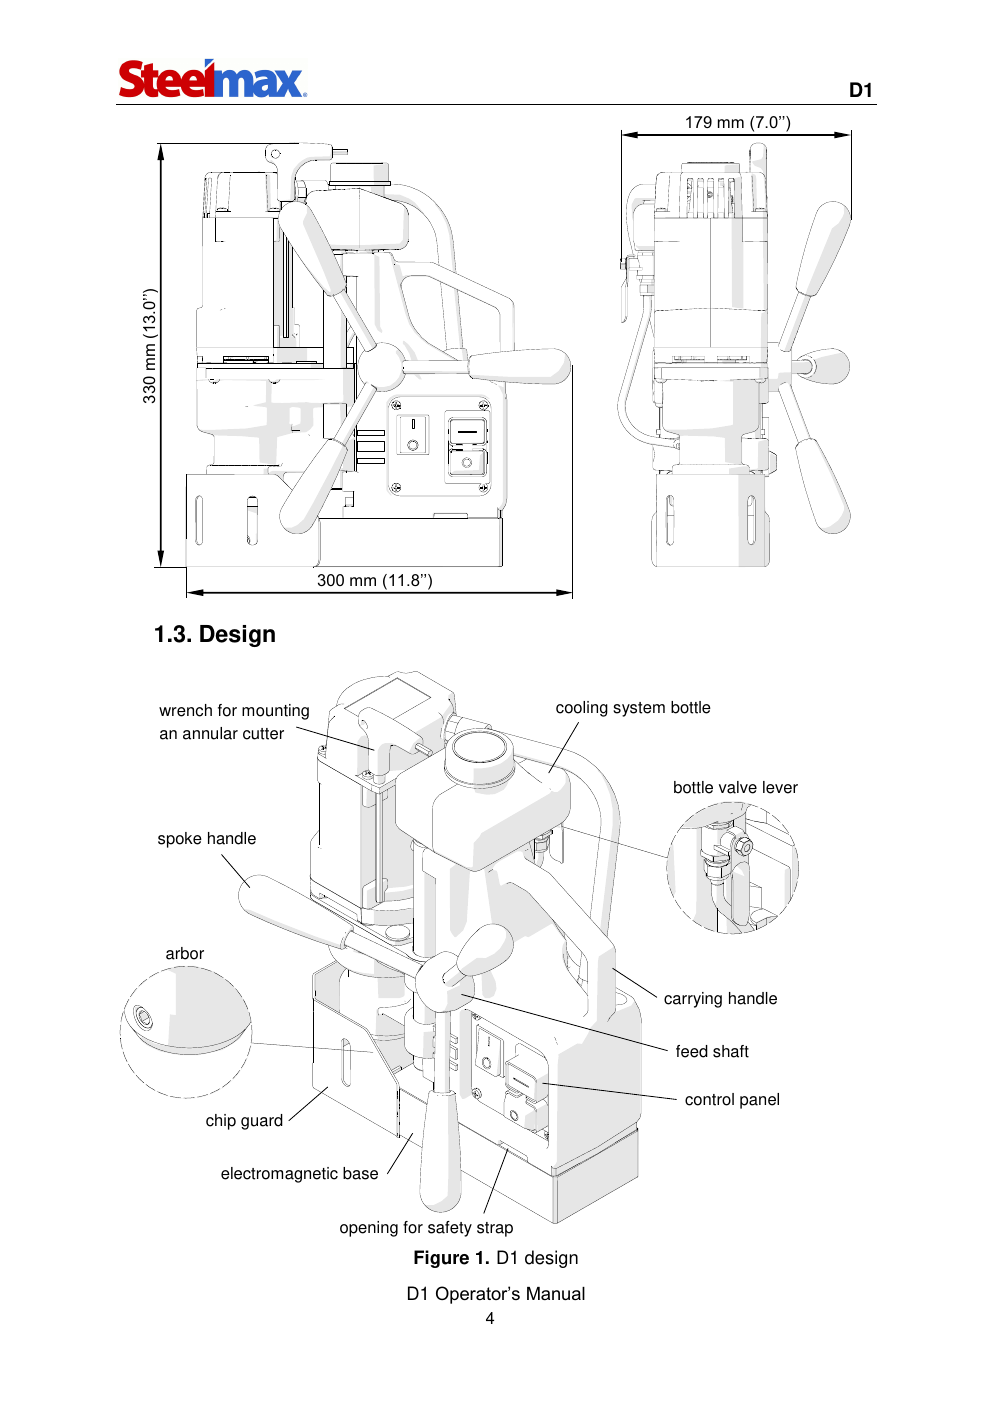 Steelmax®
D1
179 mm (7.0’’)
330 mm (13.0’’)
300 mm (11.8’’)
1.3. Design
wrench for mounting
an annular cutter
cooling system bottle
bottle valve lever
spoke handle
arbor
carrying handle
feed shaft
control panel
chip guard
electromagnetic base
opening for safety strap
Figure 1. D1 design
D1 Operator’s Manual
4